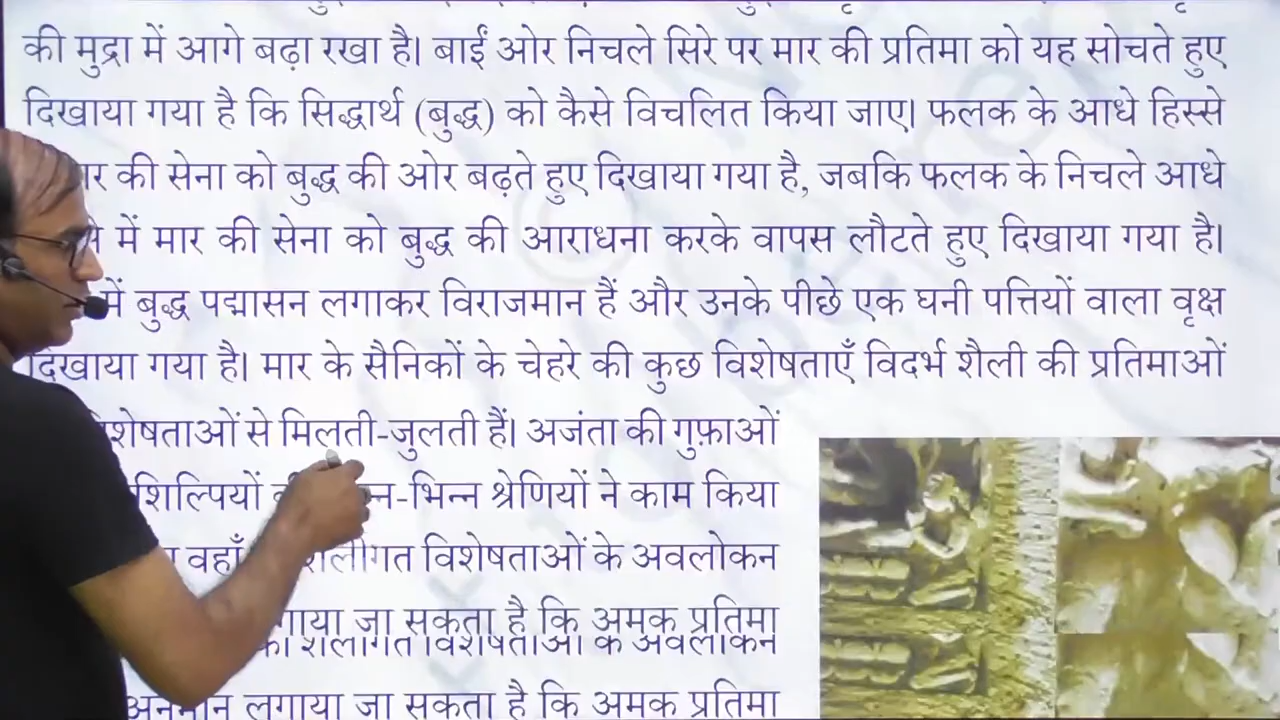 की मुद्रा में आगे बढ़ा रखा है। बाईं ओर निचले सिरे पर मार की प्रतिमा को यह सोचते हुए
दिखाया गया है कि सिद्धार्थ (बुद्ध) को कैसे विचलित किया जाए। फलक के आधे हिस्से
की सेना को बुद्ध की ओर बढ़ते हुए दिखाया गया है, जबकि फलक के निचले आधे
में मार की सेना को बुद्ध की आराधना करके वापस लौटते हुए दिखाया गया है।
में बुद्ध पद्मासन लगाकर विराजमान हैं और उनके पीछे एक घनी पत्तियों वाला वृक्ष
दिखाया गया है। मार के सैनिकों के चेहरे की कुछ विशेषताएँ विदर्भ शैली की प्रतिमाओं
से मिलती-जुलती हैं। अजंता की गुफ़ाओं
शिल्पियों श्रेणियों ने काम किया
वहाँ विशेषताओं के अवलोकन
जा सकता है कि अमुक प्रतिमा
लगाया जा सकता है कि अमुक प्रतिमा